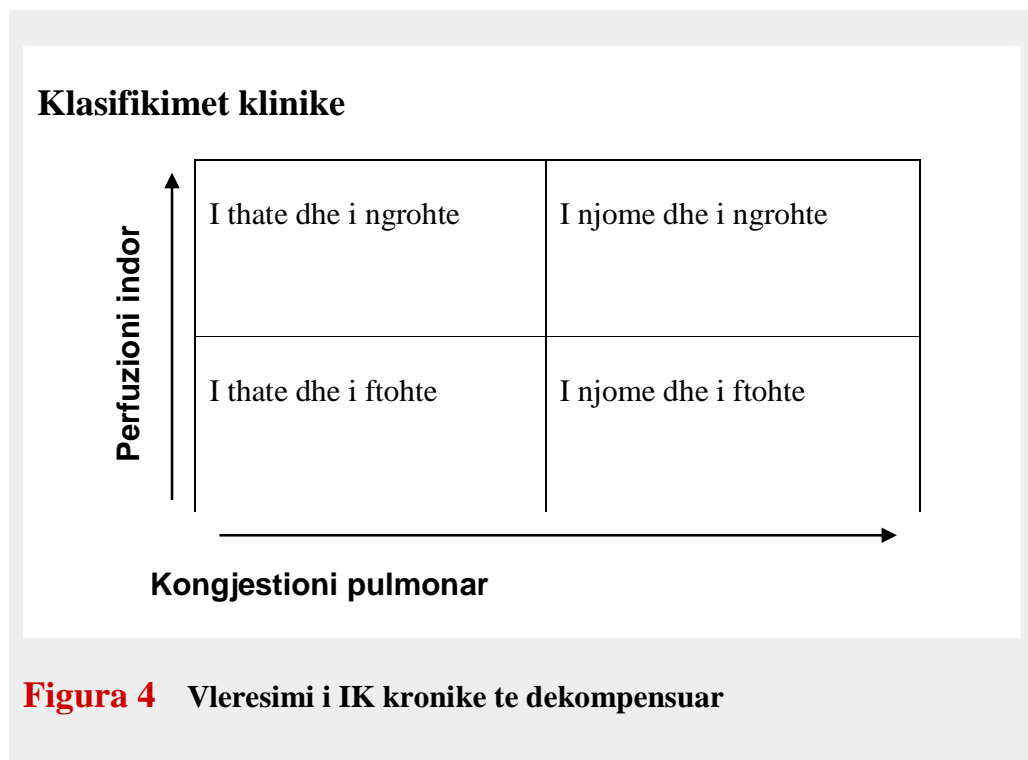 Klasifikimet klinike
Perfuzioni indor
I thate dhe i ngrohte
I njome dhe i ngrohte
I thate dhe i ftohte
I njome dhe i ftohte
Kongjestioni pulmonar
Figura 4 Vleresimi i IK kronike te dekompensuar